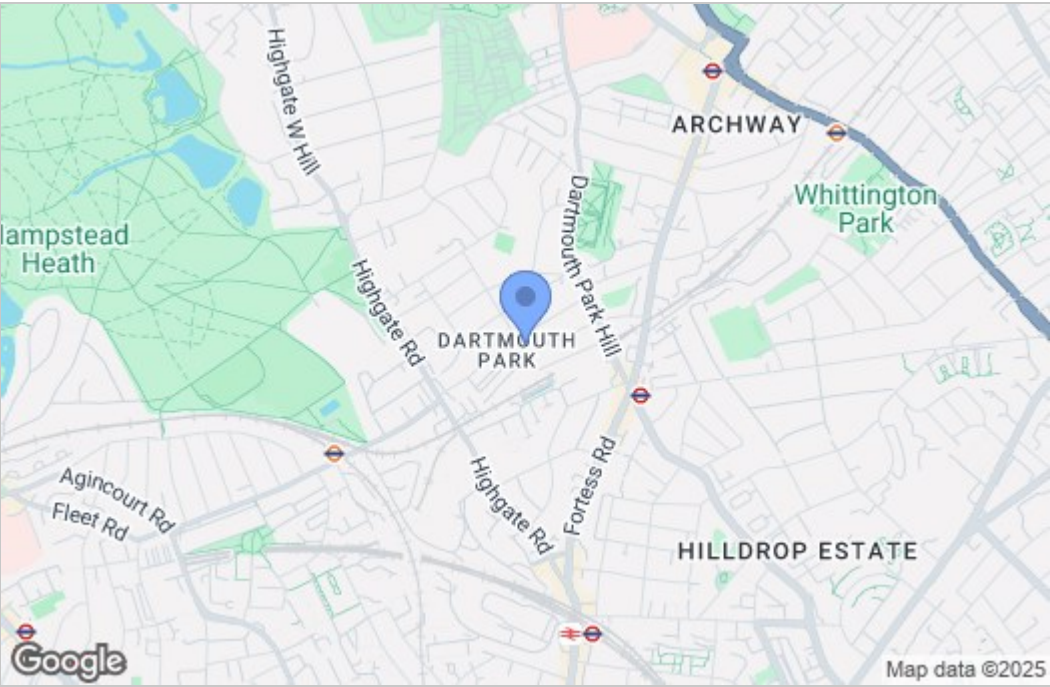 Highgate W Hill
ARCHWAY
Dartmouth Park Hill
Whittington
Park
Hampstead
Heath
Highgate Rd
DARTMOUTH
PARK
Agincourt Rd
Fleet Rd
Highgate Rd
Fortess Rd
HILLDROP ESTATE
Google
Map data ©2025